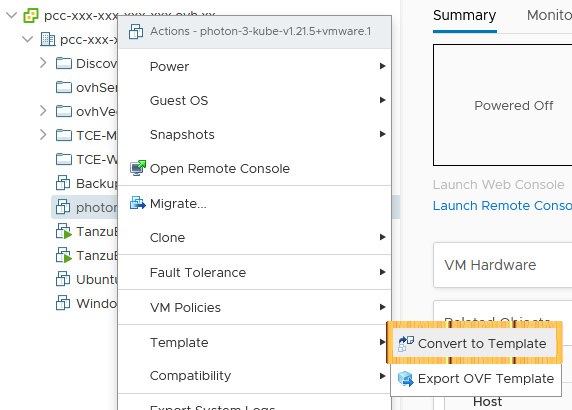 pcc-xxx-xxx-xxx-xxx.ovh.xx
pcc-xxx-x
Discov
ovhSer
ovhVe
TCE-M
TCE-W
Backup
photon
TanzuB
TanzuB
Ubuntu
Windo
Actions - photon-3-kube-v1.21.5+vmware.1
Power
Guest OS
Snapshots
Open Remote Console
Migrate...
Clone
Fault Tolerance
VM Policies
Template
Compatibility
Export System Logs
Convert to Template
Export OVF Template
Summary
Monito
Powered Off
Launch Web Console
Launch Remote Conso
VM Hardware
Related Objects
Host